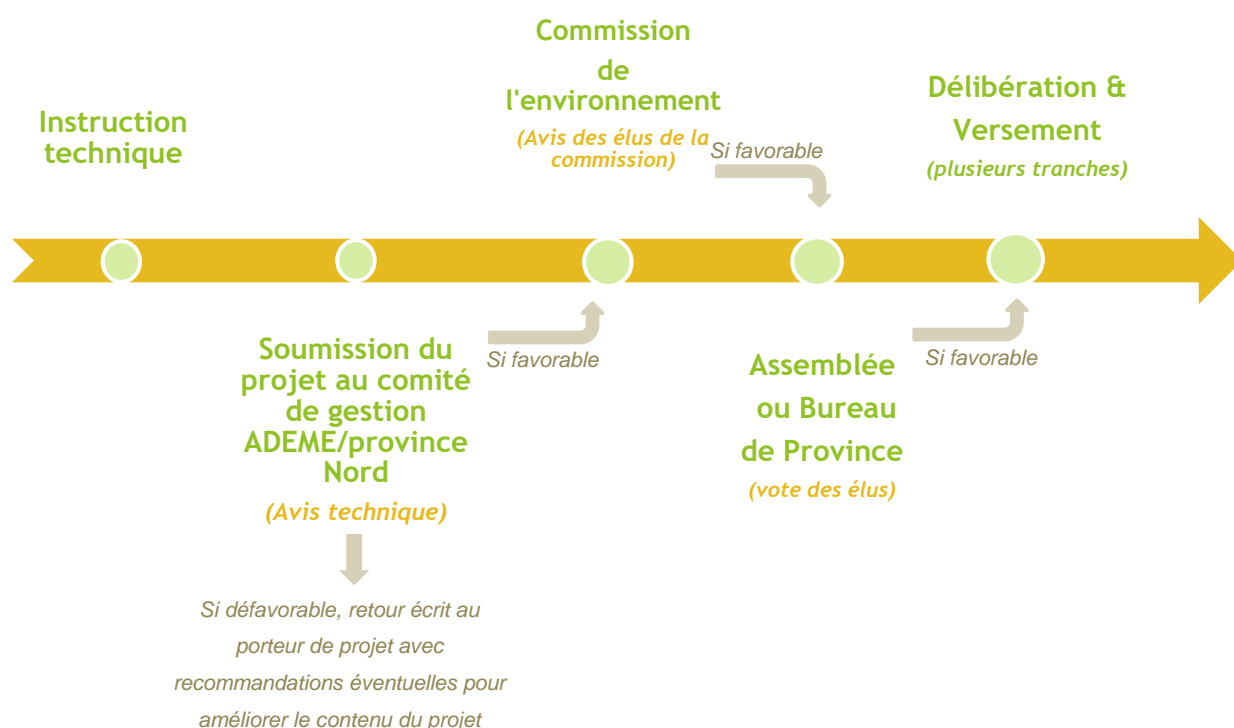 Instruction
technique
Soumission du
projet au comité
de gestion
ADEME/province
Nord
(Avis technique)
Si défavorable, retour écrit au
porteur de projet avec
recommandations éventuelles pour
améliorer le contenu du projet
Si favorable
Commission
de
l'environnement
(Avis des élus de la
commission)
Si favorable
Assemblée
ou Bureau
de Province
(vote des élus)
Si favorable
Délibération &
Versement
(plusieurs tranches)